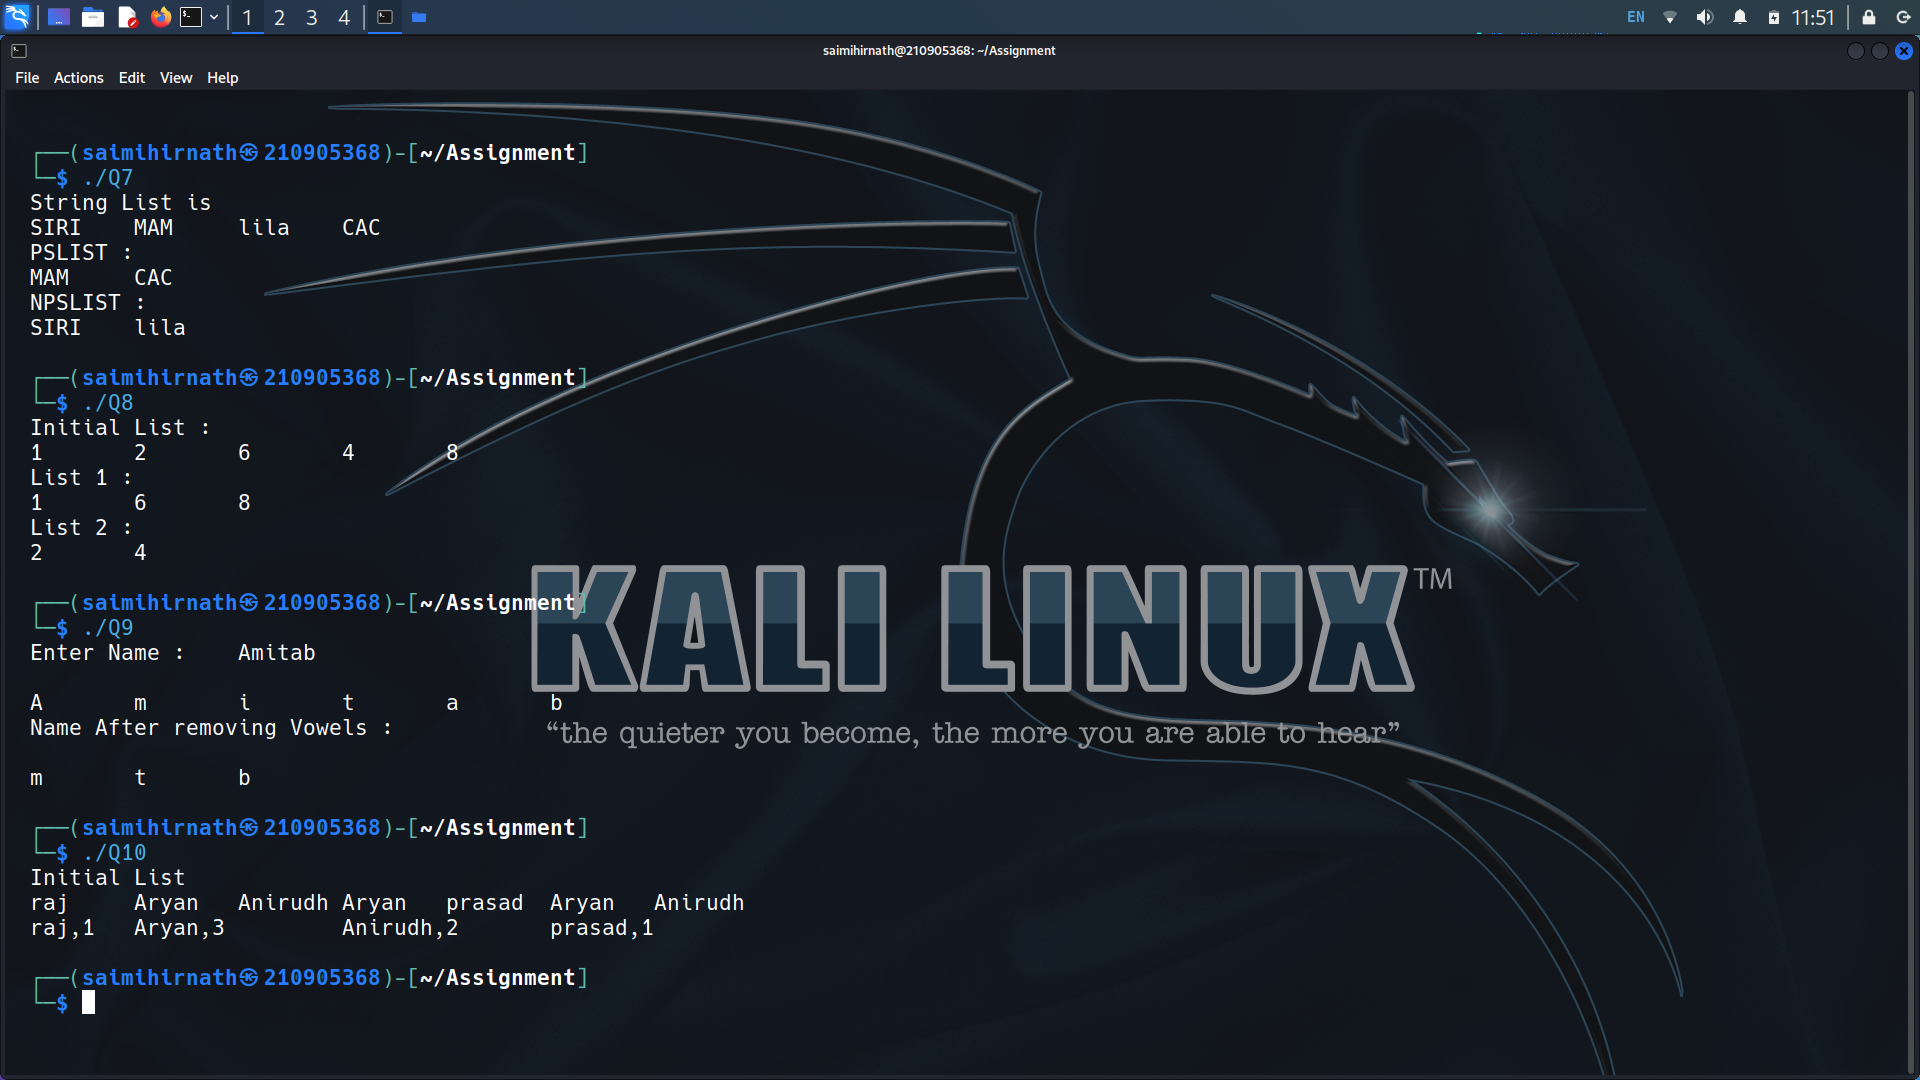 1 2 3 4 EN 11:51
saimihirnath@210905368: ~/Assignment
File Actions Edit View Help
┌──(saimihirnath㉿210905368)-[~/Assignment]
└─$ ./Q7
String List is
SIRI MAM lila CAC
PSLIST :
MAM CAC
NPSLIST :
SIRI lila
┌──(saimihirnath㉿210905368)-[~/Assignment]
└─$ ./Q8
Initial List :
1 2 6 4 8
List 1 :
1 6 8
List 2 :
2 4
┌──(saimihirnath㉿210905368)-[~/Assignment]
└─$ ./Q9
Enter Name : Amitab
A m i t a b
Name After removing Vowels :
m t b
┌──(saimihirnath㉿210905368)-[~/Assignment]
└─$ ./Q10
Initial List
raj Aryan Anirudh Aryan prasad Aryan Anirudh
raj,1 Aryan,3 Anirudh,2 prasad,1
┌──(saimihirnath㉿210905368)-[~/Assignment]
└─$
KALI LINUX™
“the quieter you become, the more you are able to hear”